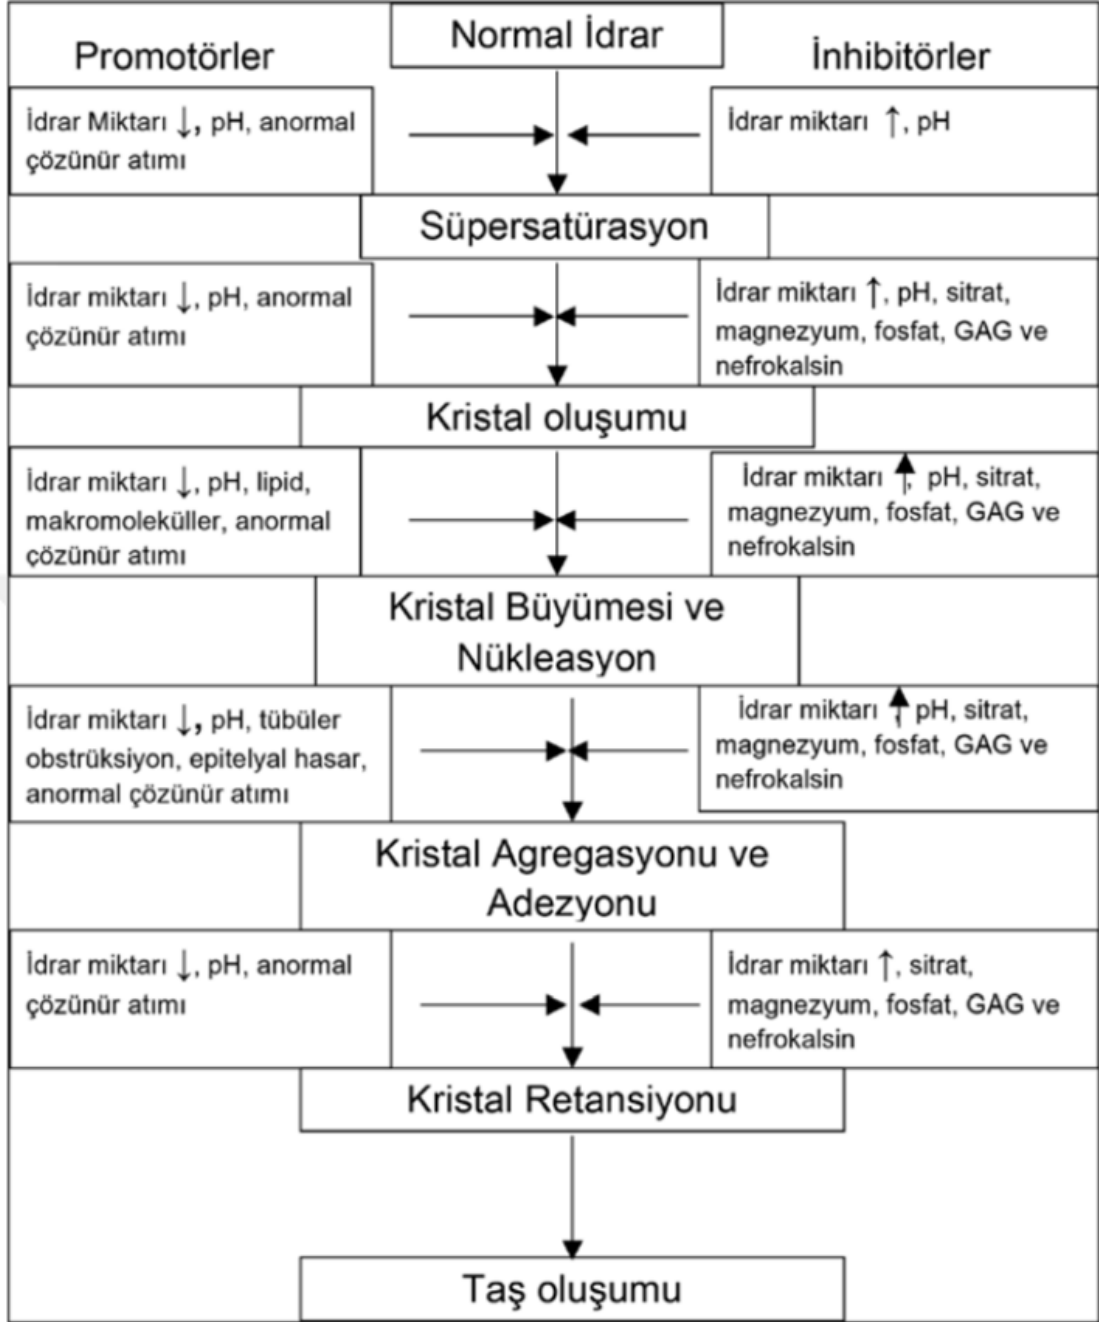 Normal İdrar
Promotörler
İnhibitörler
İdrar Miktarı ↓, pH, anormal
çözünür atımı
İdrar miktarı ↑, pH
Süpersatürasyon
İdrar miktarı ↓, pH, anormal
çözünür atımı
İdrar miktarı ↑, pH, sitrat,
magnezyum, fosfat, GAG ve
nefrokalsin
Kristal oluşumu
İdrar miktarı ↓, pH, lipid,
makromoleküller, anormal
çözünür atımı
İdrar miktarı ↑, pH, sitrat,
magnezyum, fosfat, GAG ve
nefrokalsin
Kristal Büyümesi ve
Nükleasyon
İdrar miktarı ↓, pH, tübüler
obstrüksiyon, epitelyal hasar,
anormal çözünür atımı
İdrar miktarı ↑, pH, sitrat,
magnezyum, fosfat, GAG ve
nefrokalsin
Kristal Agregasyonu ve
Adezyonu
İdrar miktarı ↓, pH, anormal
çözünür atımı
İdrar miktarı ↑, sitrat,
magnezyum, fosfat, GAG ve
nefrokalsin
Kristal Retansiyonu
Taş oluşumu